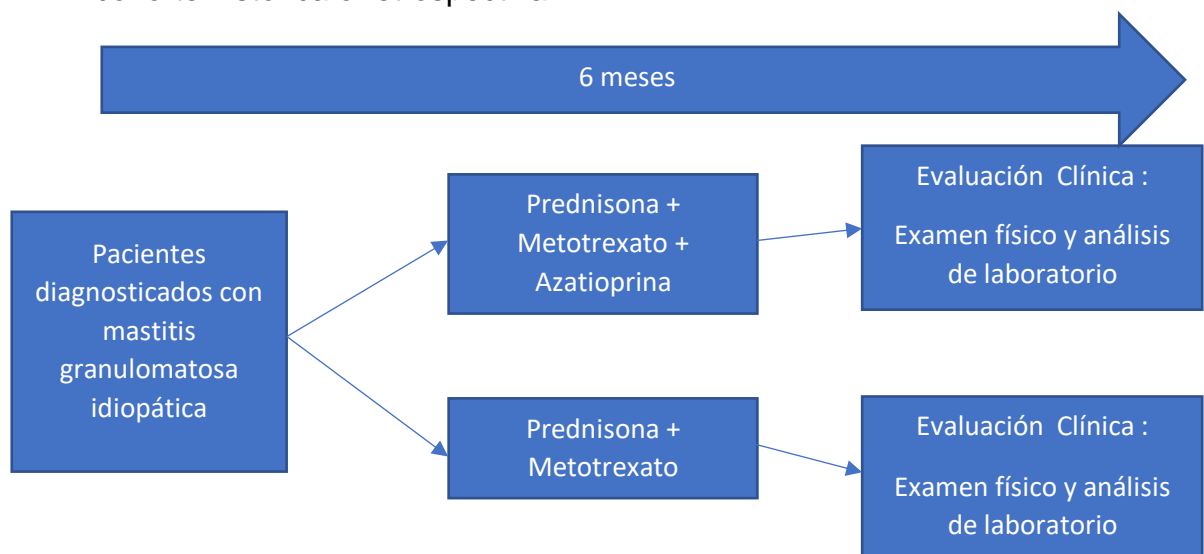 6 meses
Pacientes
diagnosticados con
mastitis
granulomatosa
idiopática
Prednisona +
Metotrexato +
Azatioprina
Evaluación Clínica :
Examen físico y análisis
de laboratorio
Prednisona +
Metotrexato
Evaluación Clínica :
Examen físico y análisis
de laboratorio